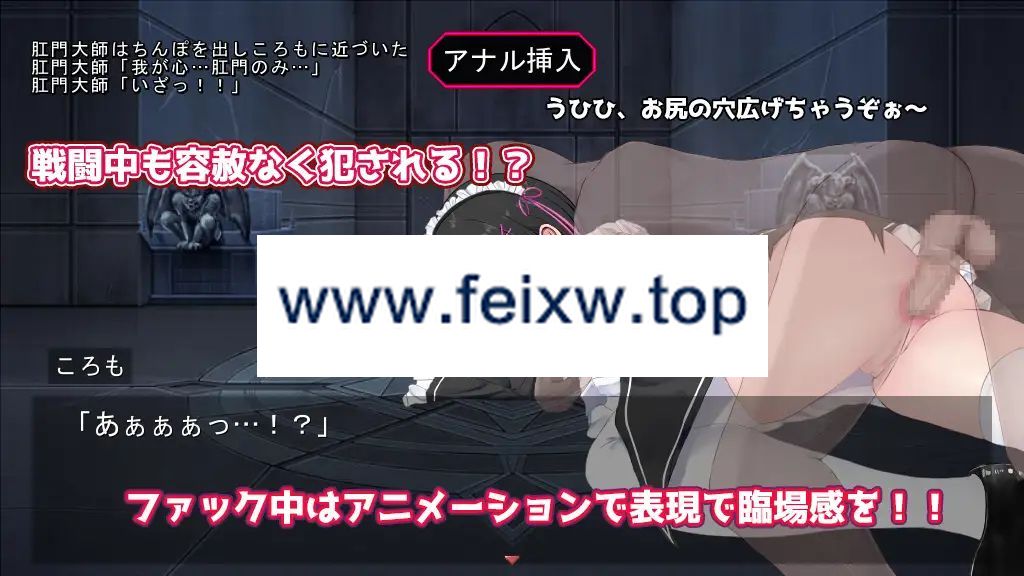 肛門大師はちんぽを出しころもに近づいた
肛門大師「我が心…肛門のみ…」
肛門大師「いざっ！！」
アナル挿入
うひひ、お尻の穴広げちゃうぞぉ〜
戦闘中も容赦なく犯される！？
www.feixw.top
ころも
「あぁぁぁっ…！？」
ファック中はアニメーションで表現で臨場感を！！